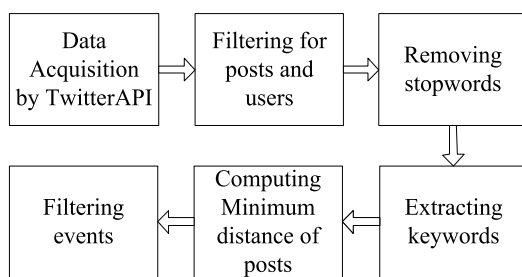 Data
Acquisition
by TwitterAPI
Filtering for
posts and
users
Removing
stopwords
Extracting
keywords
Computing
Minimum
distance of
posts
Filtering
events